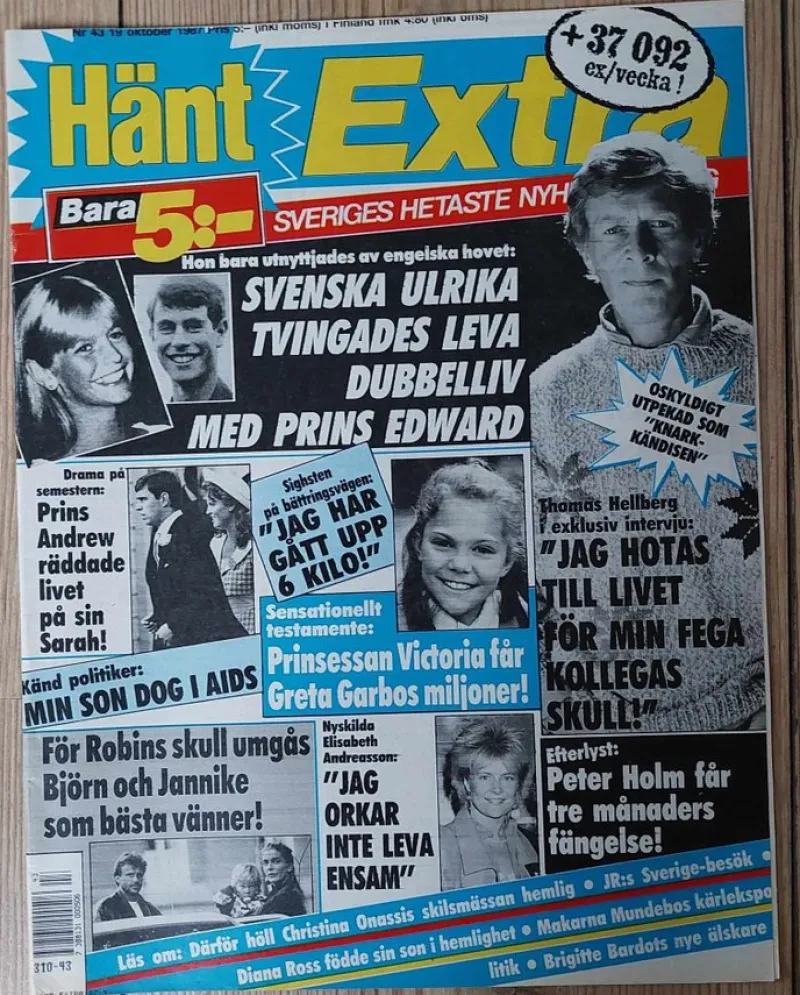 Nr 43 19 oktober 1987 Pris 5:- (inkl moms) I Finland fmk 4:80 (inkl oms)
+37 092
ex/vecka!
Hänt Extra
Bara 5:-
SVERIGES HETASTE
Hon bara utnyttjades av engelska hovet:
SVENSKA ULRIKA
TVINGADES LEVA
DUBBELLIV
MED PRINS EDWARD
OSKYLDIGT
UTPEKAD SOM
"KNARK-
KÄNDISEN"
Drama på
semestern:
Prins
Andrew
räddade
livet
på sin
Sarah!
Sighsten
på bättringsvägen:
"JAG HAR
GÅTT UPP
6 KILO!"
Thomas Hellberg
i exklusiv intervju:
"JAG HOTAS
TILL LIVET
FÖR MIN FEGA
KOLLEGAS
SKULL!"
Sensationellt
testamente:
Prinsessan Victoria får
Greta Garbos miljoner!
Känd politiker:
MIN SON DOG I AIDS
För Robins skull umgås
Björn och Jannike
som bästa vänner!
Nyskilda
Elisabeth
Andreasson:
"JAG
ORKAR
INTE LEVA
ENSAM"
Efterlyst:
Peter Holm får
tre månaders
fängelse!
Läs om: Därför höll Christina Onassis skilsmässan hemlig • JR:s Sverige-besök •
Diana Ross födde sin son i hemlighet • Makarna Mundebos kärlekspo
litik • Brigitte Bardots nye älskare
43
7 388131 000506
310-43